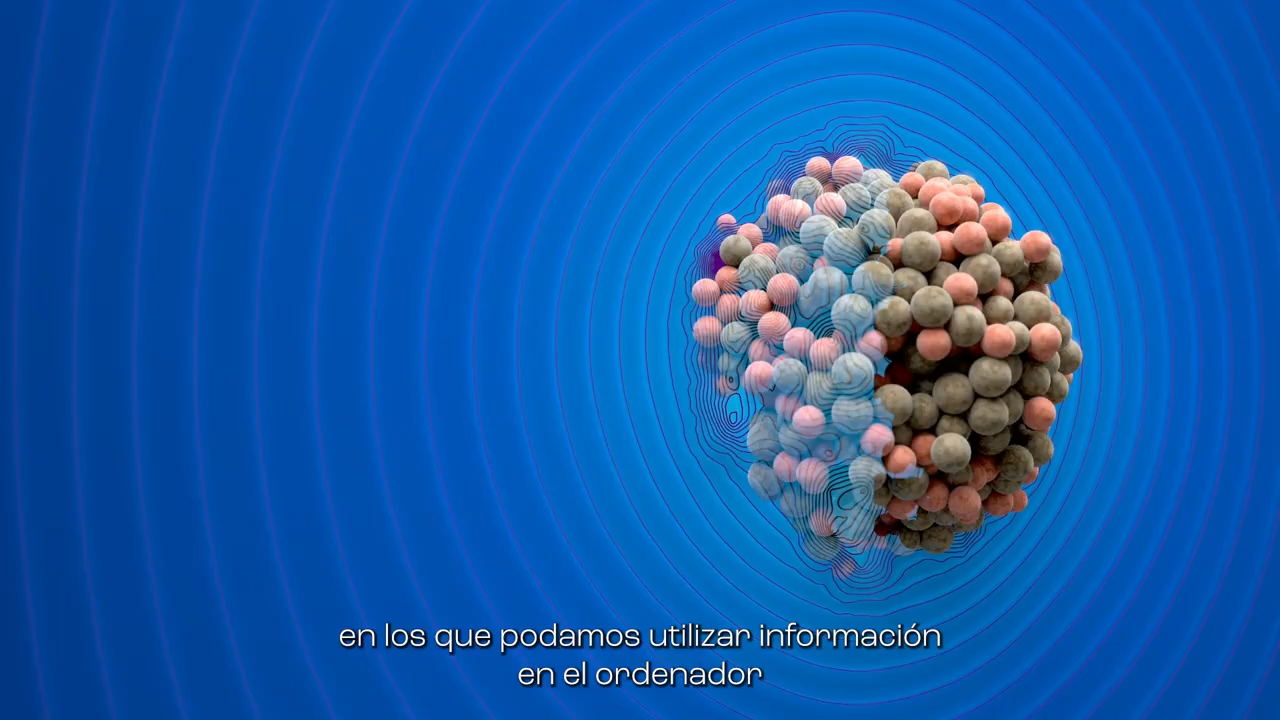 en los que podamos utilizar información
en el ordenador